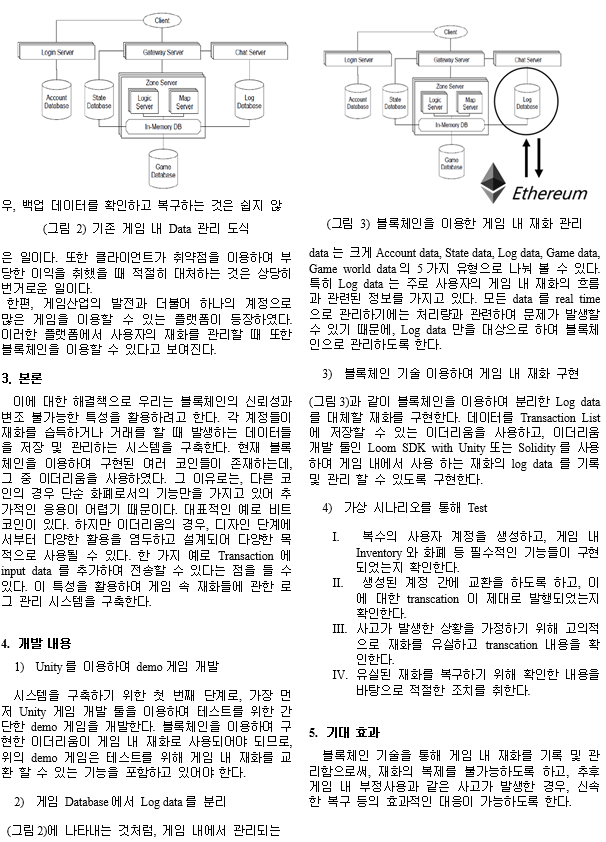 Client
Login Server
Gateway Server
Chat Server
Zone Server
Account
Database
State
Database
Logic
Server
Map
Server
Log
Database
In-Memory DB
Game
Database
우, 백업 데이터를 확인하고 복구하는 것은 쉽지 않
(그림 2) 기존 게임 내 Data 관리 도식
은 일이다. 또한 클라이언트가 취약점을 이용하여 부
당한 이익을 취했을 때 적절히 대처하는 것은 상당히
번거로운 일이다.
한편, 게임산업의 발전과 더불어 하나의 계정으로
많은 게임을 이용할 수 있는 플랫폼이 등장하였다.
이러한 플랫폼에서 사용자의 재화를 관리할 때 또한
블록체인을 이용할 수 있다고 보여진다.
3. 본론
이에 대한 해결책으로 우리는 블록체인의 신뢰성과
변조 불가능한 특성을 활용하려고 한다. 각 계정들이
재화를 습득하거나 거래를 할 때 발생하는 데이터들
을 저장 및 관리하는 시스템을 구축한다. 현재 블록
체인을 이용하여 구현된 여러 코인들이 존재하는데,
그 중 이더리움을 사용하였다. 그 이유로는, 다른 코
인의 경우 단순 화폐로서의 기능만을 가지고 있어 추
가적인 응용이 어렵기 때문이다. 대표적인 예로 비트
코인이 있다. 하지만 이더리움의 경우, 디자인 단계에
서부터 다양한 활용을 염두하고 설계되어 다양한 목
적으로 사용될 수 있다. 한 가지 예로 Transaction 에
input data 를 추가하여 전송할 수 있다는 점을 들 수
있다. 이 특성을 활용하여 게임 속 재화들에 관한 로
그 관리 시스템을 구축한다.
4. 개발 내용
1) Unity 를 이용하여 demo 게임 개발
시스템을 구축하기 위한 첫 번째 단계로, 가장 먼
저 Unity 게임 개발 툴을 이용하여 테스트를 위한 간
단한 demo 게임을 개발한다. 블록체인을 이용하여 구
현한 이더리움이 게임 내 재화로 사용되어야 되므로,
위의 demo 게임은 테스트를 위해 게임 내 재화를 교
환 할 수 있는 기능을 포함하고 있어야 한다.
2) 게임 Database 에서 Log data 를 분리
(그림 2)에 나타내는 것처럼, 게임 내에서 관리되는
Client
Login Server
Gateway Server
Chat Server
Zone Server
Account
Database
State
Database
Logic
Server
Map
Server
Log
Database
In-Memory DB
Game
Database
Ethereum
(그림 3) 블록체인을 이용한 게임 내 재화 관리
data 는 크게 Account data, State data, Log data, Game data,
Game world data 의 5 가지 유형으로 나눠 볼 수 있다.
특히 Log data 는 주로 사용자의 게임 내 재화의 흐름
과 관련된 정보를 가지고 있다. 모든 data 를 real time
으로 관리하기에는 처리량과 관련하여 문제가 발생할
수 있기 때문에, Log data 만을 대상으로 하여 블록체
인으로 관리하도록 한다.
3) 블록체인 기술 이용하여 게임 내 재화 구현
(그림 3)과 같이 블록체인을 이용하여 분리한 Log data
를 대체할 재화를 구현한다. 데이터를 Transaction List
에 저장할 수 있는 이더리움을 사용하고, 이더리움
개발 툴인 Loom SDK with Unity 또는 Solidity 를 사용
하여 게임 내에서 사용 하는 재화의 log data 를 기록
및 관리 할 수 있도록 구현한다.
4) 가상 시나리오를 통해 Test
I. 복수의 사용자 계정을 생성하고, 게임 내
Inventory 와 화폐 등 필수적인 기능들이 구현
되었는지 확인한다.
II. 생성된 계정 간에 교환을 하도록 하고, 이
에 대한 transcation 이 제대로 발행되었는지
확인한다.
III. 사고가 발생한 상황을 가정하기 위해 고의적
으로 재화를 유실하고 transcation 내용을 확
인한다.
IV. 유실된 재화를 복구하기 위해 확인한 내용을
바탕으로 적절한 조치를 취한다.
5. 기대 효과
블록체인 기술을 통해 게임 내 재화를 기록 및 관
리함으로써, 재화의 복제를 불가능하도록 하고, 추후
게임 내 부정사용과 같은 사고가 발생한 경우, 신속
한 복구 등의 효과적인 대응이 가능하도록 한다.